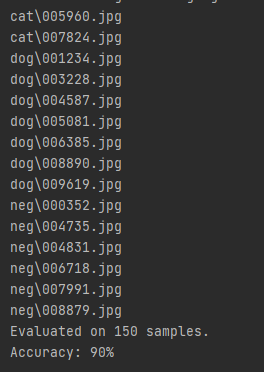 cat\005960.jpg
cat\007824.jpg
dog\001234.jpg
dog\003228.jpg
dog\004587.jpg
dog\005081.jpg
dog\006385.jpg
dog\008890.jpg
dog\009619.jpg
neg\000352.jpg
neg\004735.jpg
neg\004831.jpg
neg\006718.jpg
neg\007991.jpg
neg\008879.jpg
Evaluated on 150 samples.
Accuracy: 90%